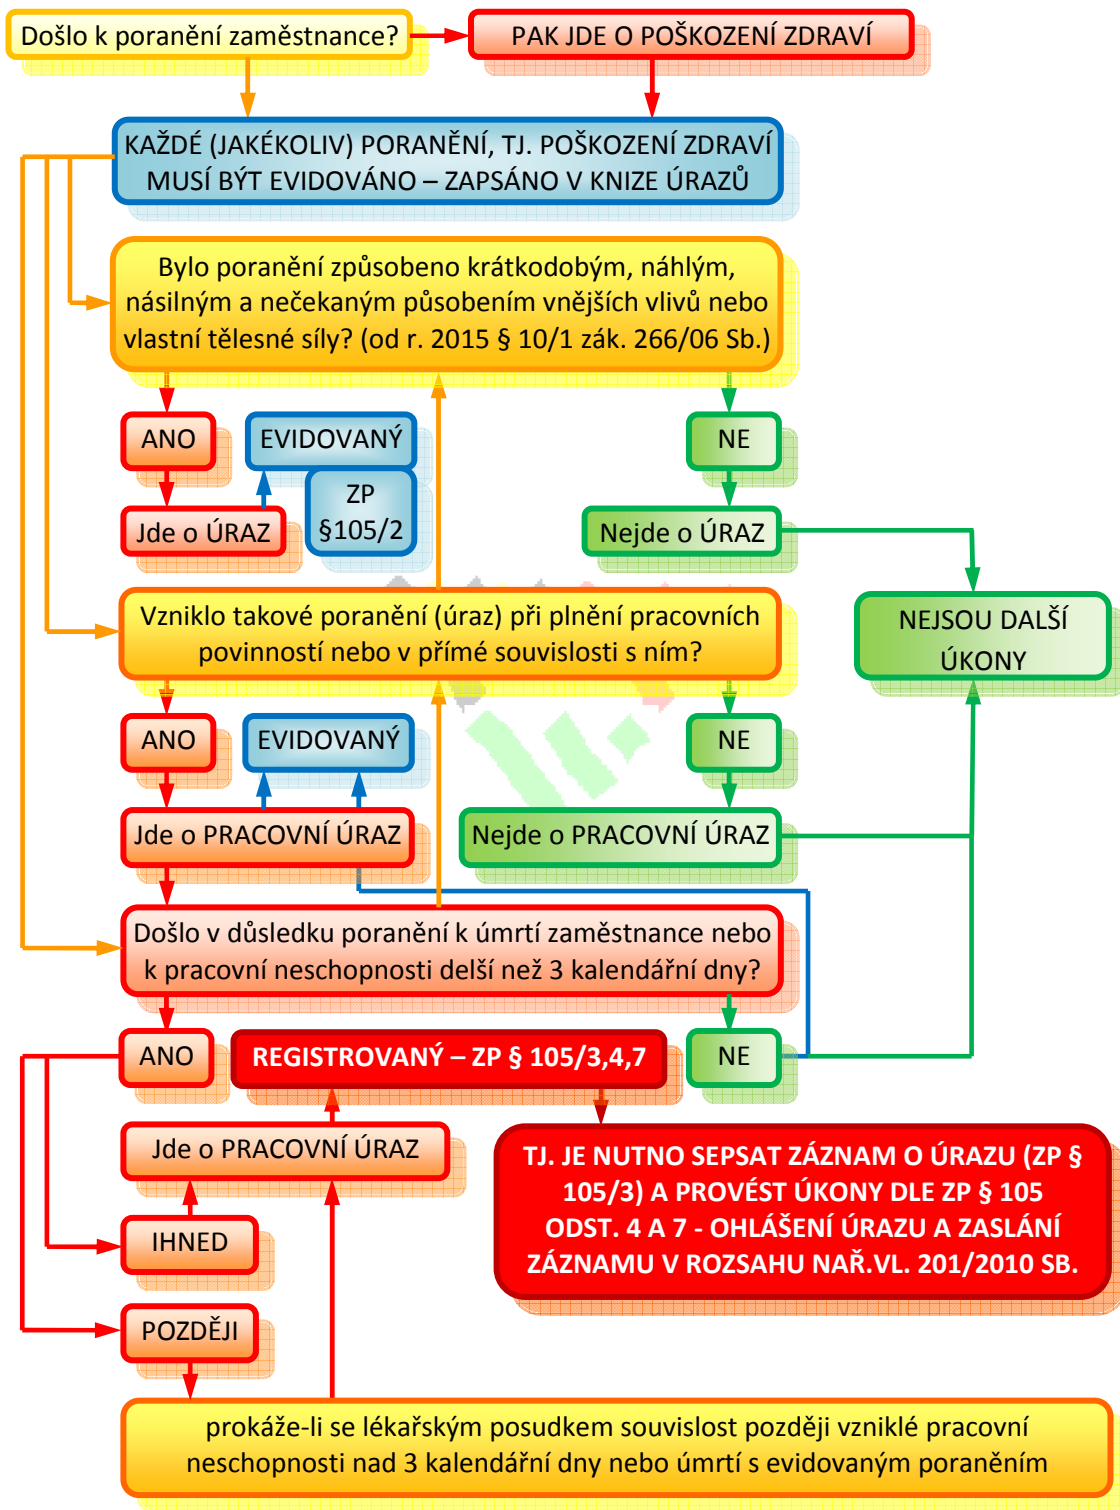 Došlo k poranění zaměstnance?
PAK JDE O POŠKOZENÍ ZDRAVÍ
KAŽDÉ (JAKÉKOLIV) PORANĚNÍ, TJ. POŠKOZENÍ ZDRAVÍ
MUSÍ BÝT EVIDOVÁNO – ZAPSÁNO V KNIZE ÚRAZŮ
Bylo poranění způsobeno krátkodobým, náhlým,
násilným a nečekaným působením vnějších vlivů nebo
vlastní tělesné síly? (od r. 2015 § 10/1 zák. 266/06 Sb.)
ANO
EVIDOVANÝ
NE
ZP
§105/2
Jde o ÚRAZ
Nejde o ÚRAZ
Vzniklo takové poranění (úraz) při plnění pracovních
povinností nebo v přímé souvislosti s ním?
NEJSOU DALŠÍ
ÚKONY
ANO
EVIDOVANÝ
NE
Jde o PRACOVNÍ ÚRAZ
Nejde o PRACOVNÍ ÚRAZ
Došlo v důsledku poranění k úmrtí zaměstnance nebo
k pracovní neschopnosti delší než 3 kalendářní dny?
ANO
REGISTROVANÝ – ZP § 105/3,4,7
NE
Jde o PRACOVNÍ ÚRAZ
TJ. JE NUTNO SEPSAT ZÁZNAM O ÚRAZU (ZP §
105/3) A PROVÉST ÚKONY DLE ZP § 105
ODST. 4 A 7 - OHLÁŠENÍ ÚRAZU A ZASLÁNÍ
ZÁZNAMU V ROZSAHU NAŘ.VL. 201/2010 SB.
IHNED
POZDĚJI
prokáže-li se lékařským posudkem souvislost později vzniklé pracovní
neschopnosti nad 3 kalendářní dny nebo úmrtí s evidovaným poraněním